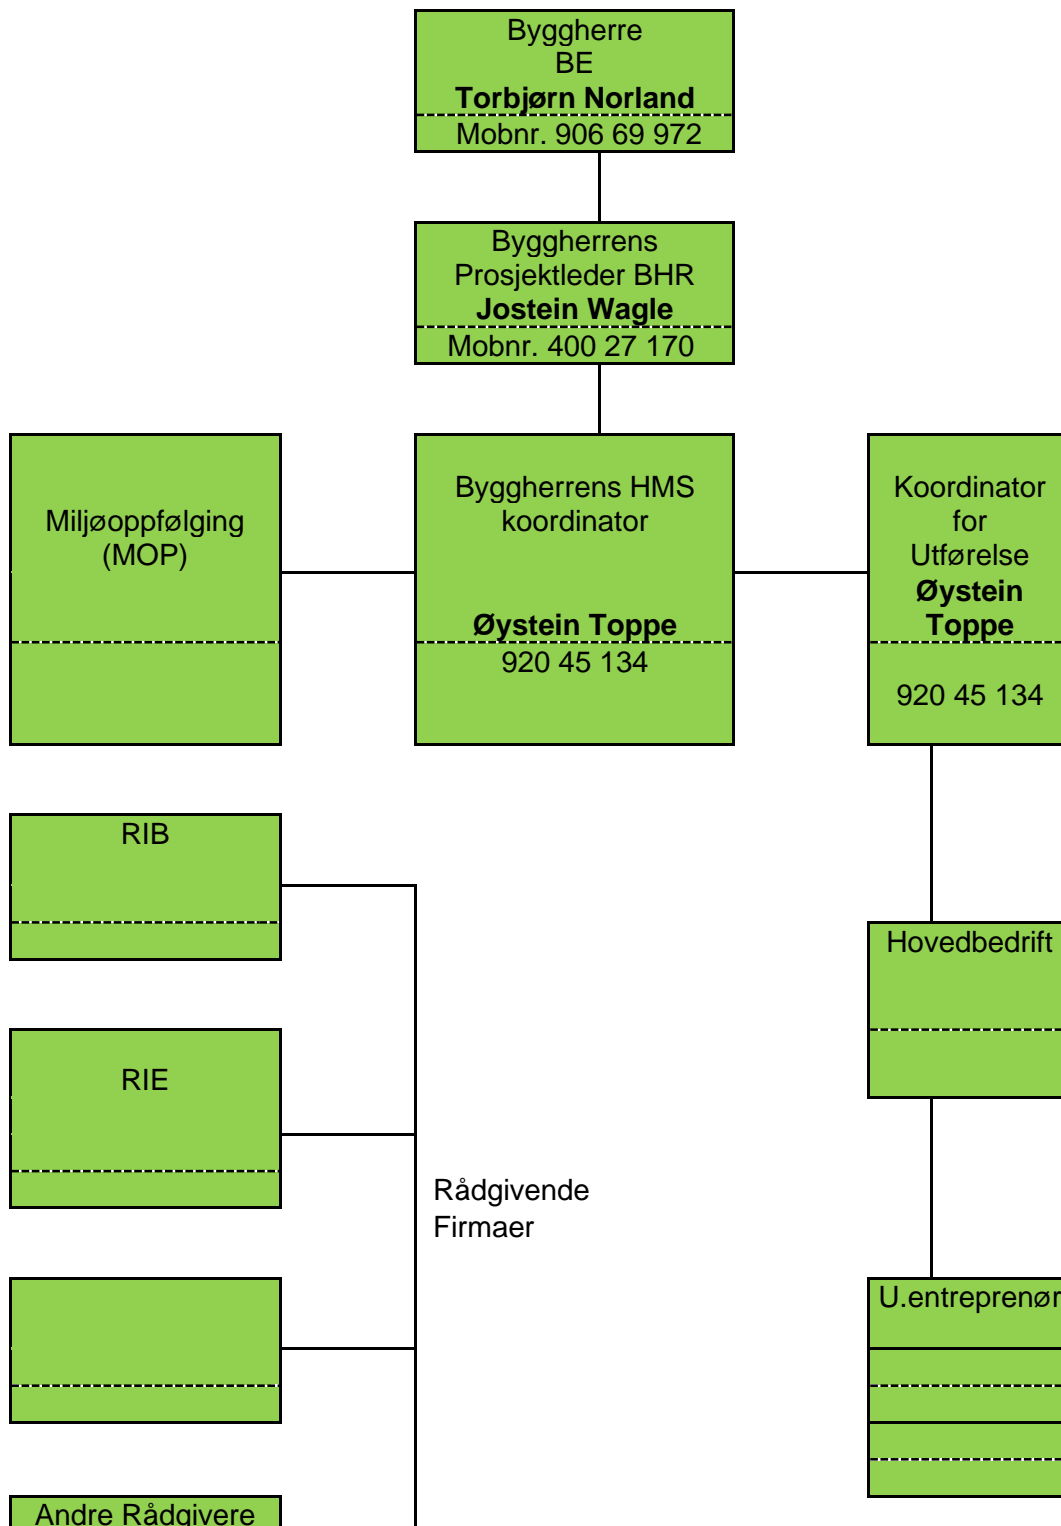 Byggherre
BE
Torbjørn Norland
Mobnr. 906 69 972
Byggherrens
Prosjektleder BHR
Jostein Wagle
Mobnr. 400 27 170
Miljøoppfølging
(MOP)
Byggherrens HMS
koordinator
Øystein Toppe
920 45 134
Koordinator
for
Utførelse
Øystein
Toppe
920 45 134
RIB
RIE
Rådgivende
Firmaer
Hovedbedrift
U.entreprenør
Andre Rådgivere